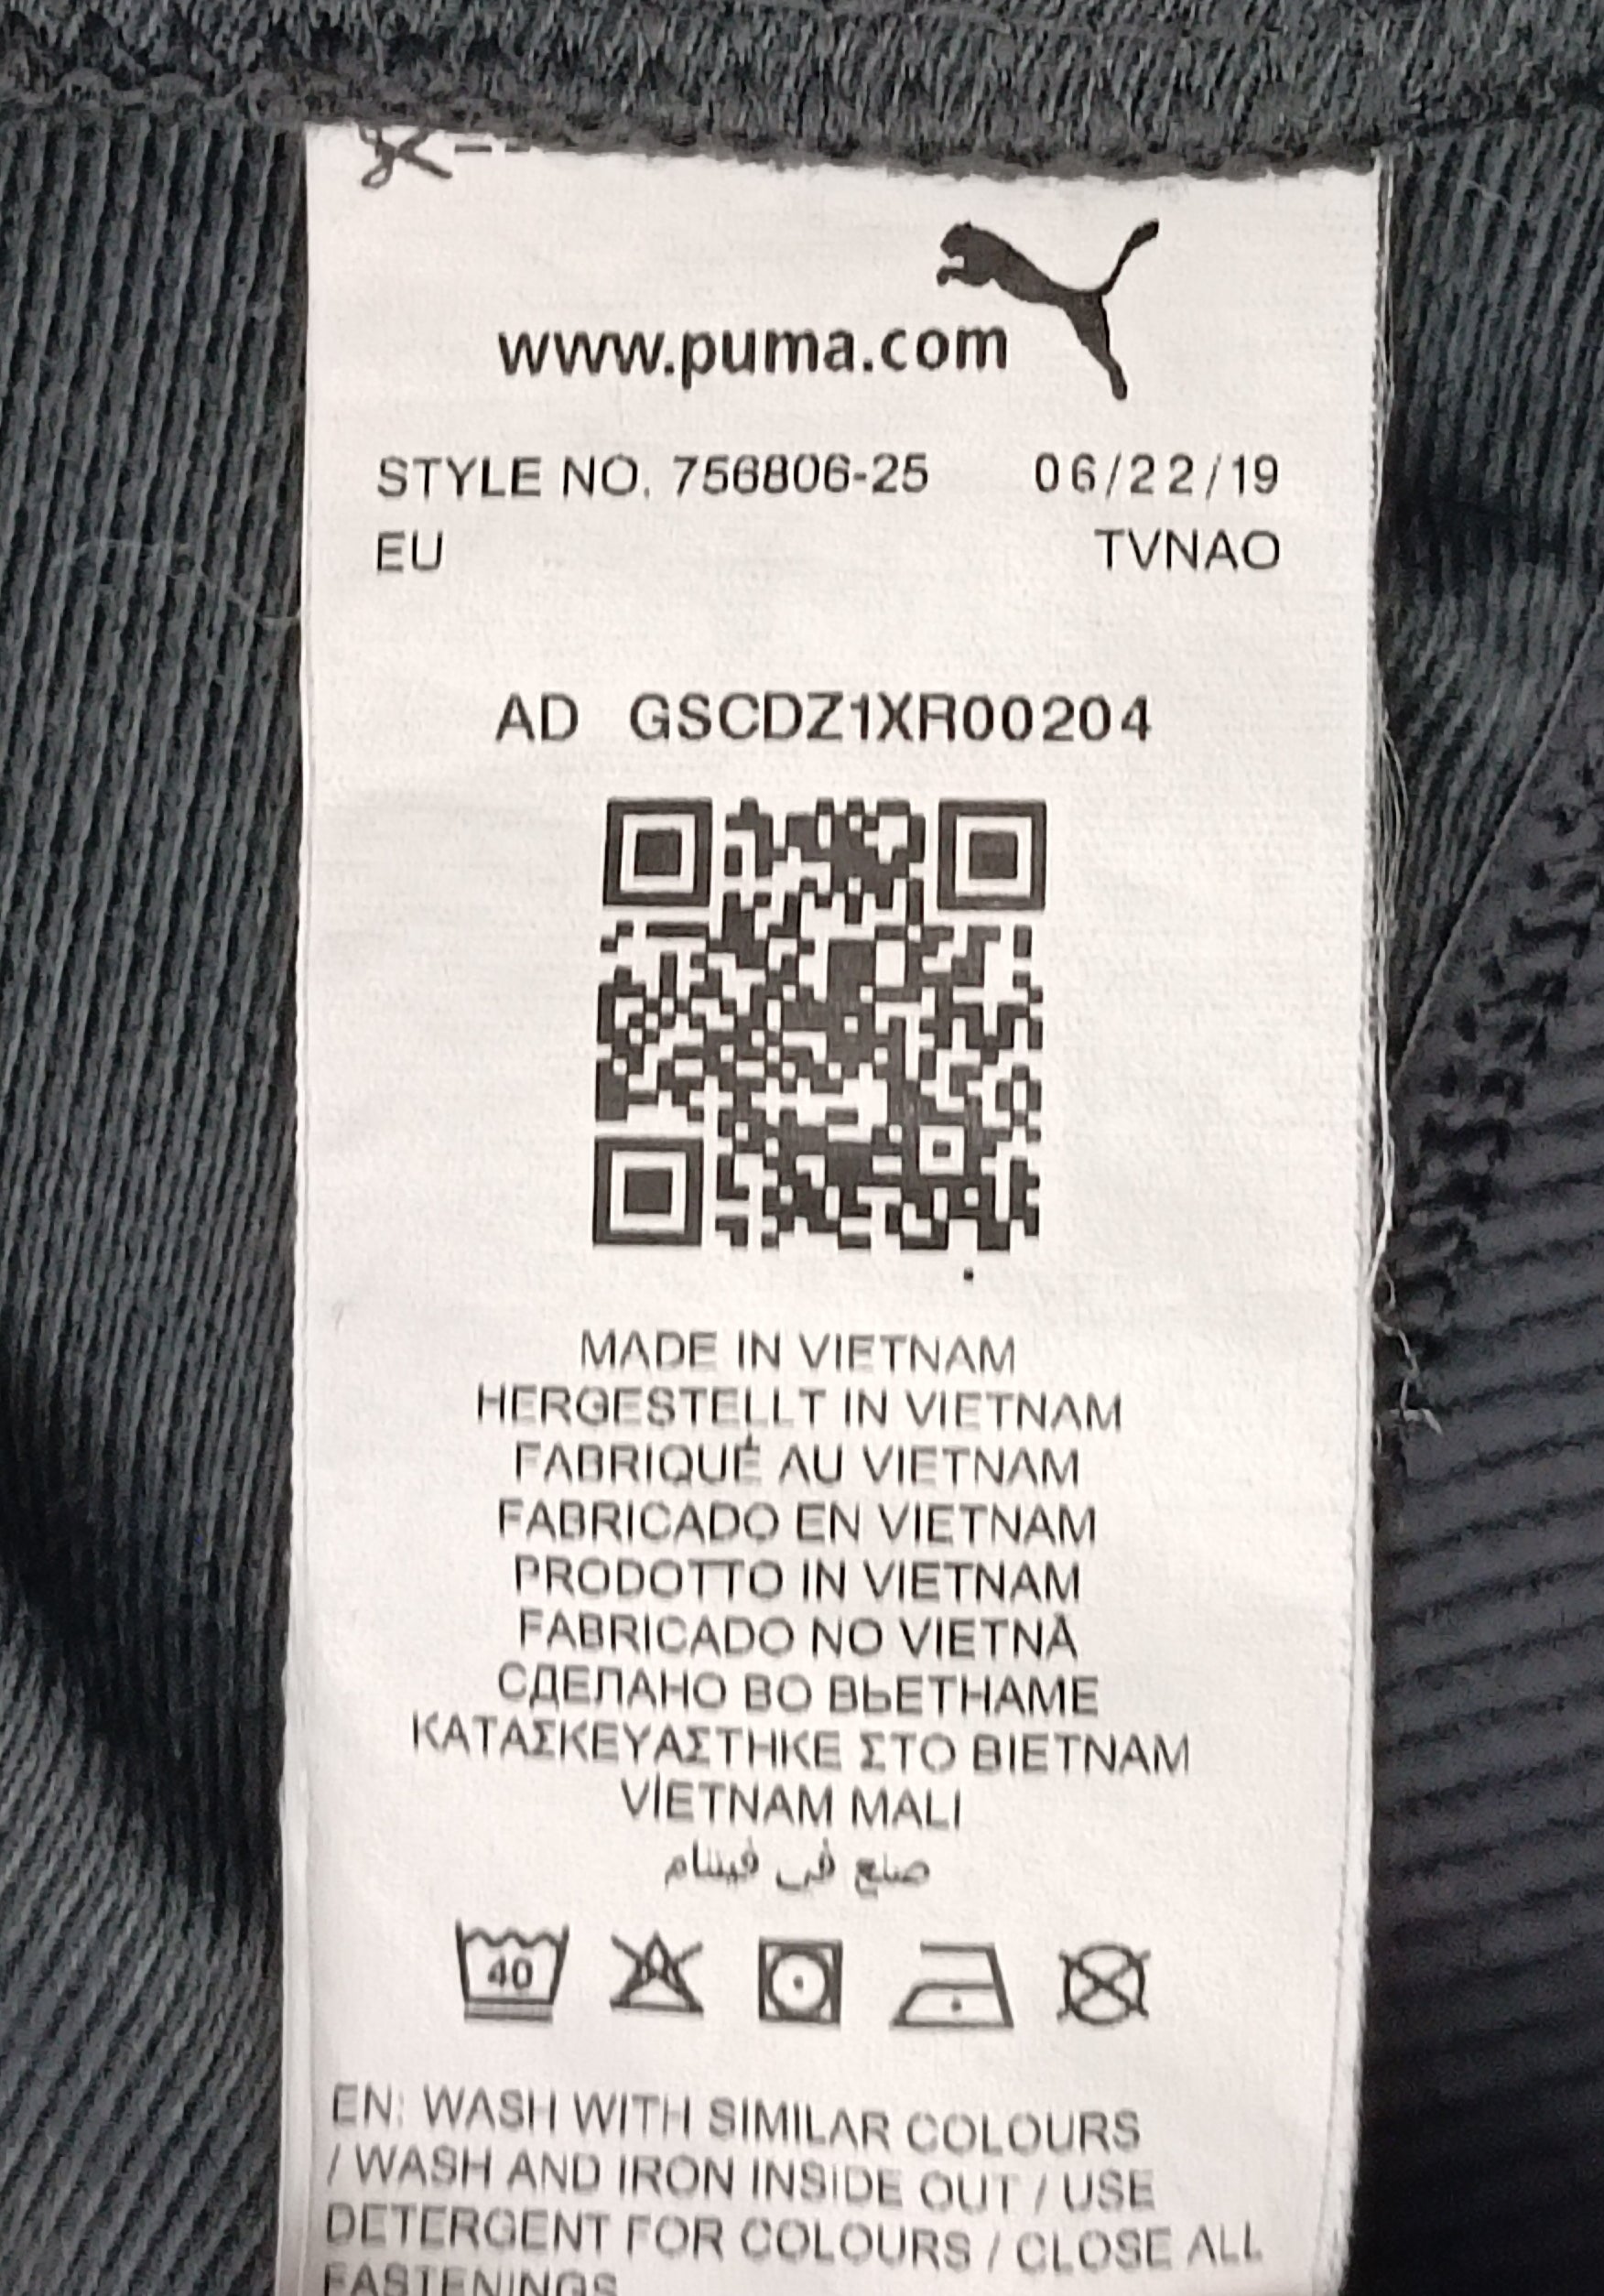 www.puma.com
STYLE NO. 756806-25 06/22/19
EU TVNAO
AD GSCDZ1XR00204
MADE IN VIETNAM
HERGESTELLT IN VIETNAM
FABRIQUÉ AU VIETNAM
FABRICADO EN VIETNAM
PRODOTTO IN VIETNAM
FABRICADO NO VIETNÃ
СДЕЛАНО ВО ВЬЕТНАМЕ
ΚΑΤΑΣΚΕΥΑΣΤΗΚΕ ΣΤΟ ΒΙΕΤΝΑΜ
VİETNAM MALI
صنع في فيتنام
40
EN: WASH WITH SIMILAR COLOURS
/ WASH AND IRON INSIDE OUT / USE
DETERGENT FOR COLOURS / CLOSE ALL
FASTENINGS